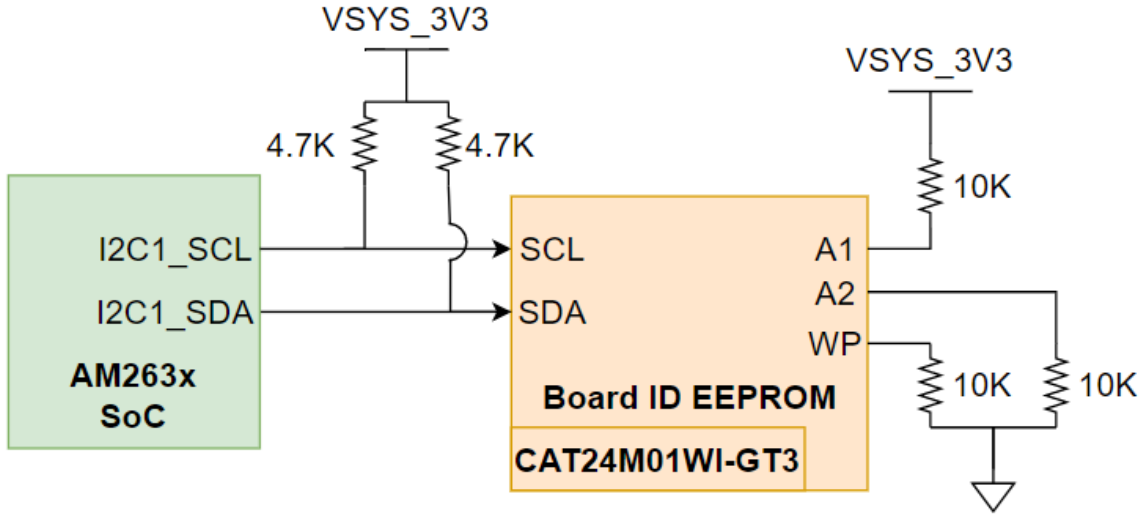 VSYS_3V3
VSYS_3V3
4.7K
4.7K
10K
I2C1_SCL
SCL
A1
A2
I2C1_SDA
SDA
WP
AM263x
SoC
Board ID EEPROM
10K
10K
CAT24M01WI-GT3